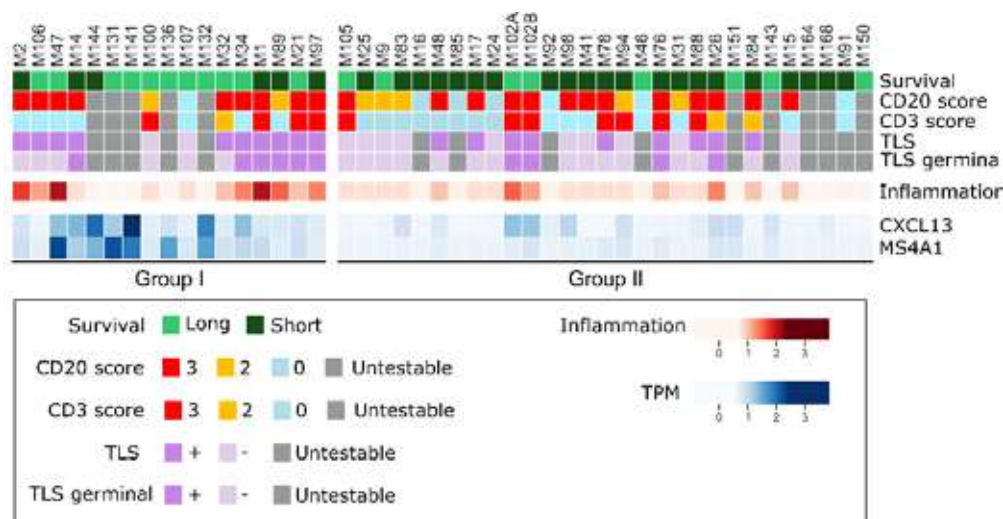 M2 M106 M47 M14 M144 M131 M141 M100 M136 M107 M132 M32 M34 M1 M89 M21 M97 M105 M25 M9 M83 M16 M48 M85 M17 M24 M102A M102B M92 M98 M41 M78 M94 M46 M76 M31 M88 M26 M151 M84 M143 M15 M164 M168 M91 M150
Survival
CD20 score
CD3 score
TLS
TLS germina
Inflammation
CXCL13
MS4A1
Group I Group II
Survival Long Short
CD20 score 3 2 0 Untestable
CD3 score 3 2 0 Untestable
TLS + - Untestable
TLS germinal + - Untestable
Inflammation
0 1 2 3
TPM
0 1 2 3